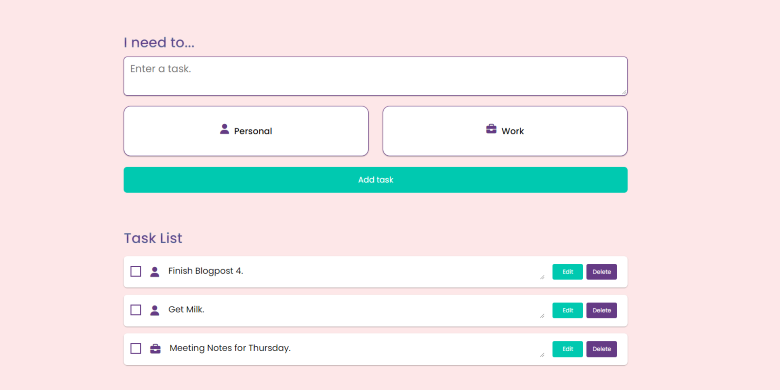 I need to...
Enter a task.
Personal Work
Add task
Task List
Finish Blogpost 4. Edit Delete
Get Milk. Edit Delete
Meeting Notes for Thursday. Edit Delete